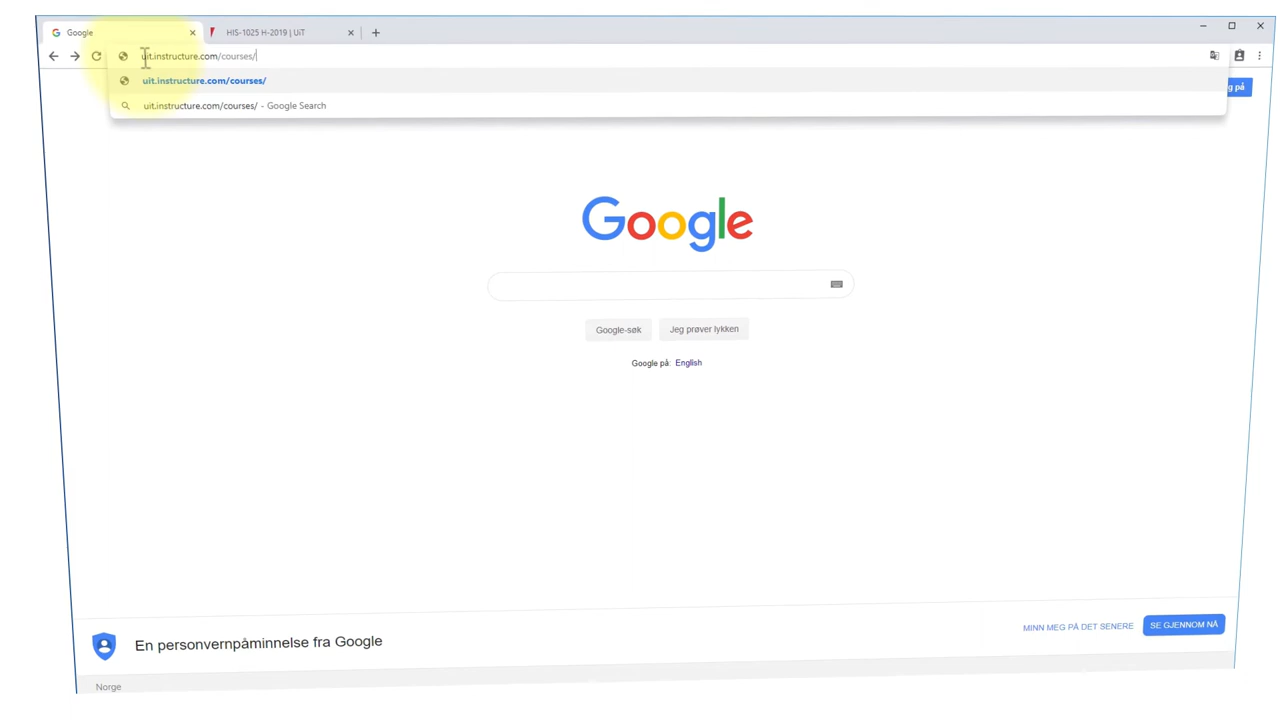 Google
HIS-1025 H-2019 | UiT
uit.instructure.com/courses/
uit.instructure.com/courses/
uit.instructure.com/courses/ - Google Search
g på
Google
Google-søk
Jeg prøver lykken
Google på: English
En personvernpåminnelse fra Google
MINN MEG PÅ DET SENERE
SE GJENNOM NÅ
Norge